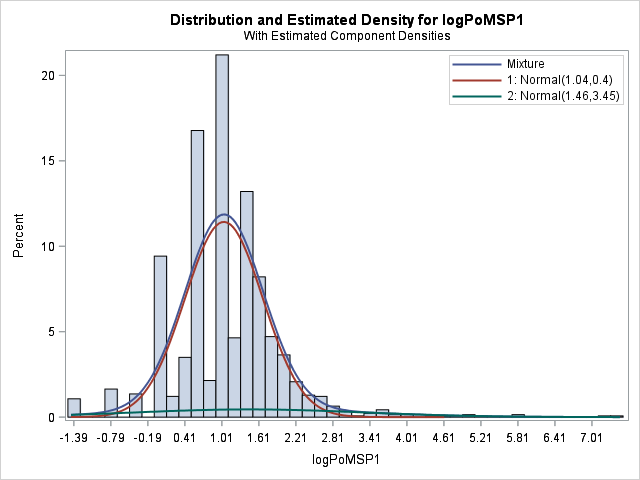 Distribution and Estimated Density for logPoMSP1
With Estimated Component Densities
Mixture
1: Normal(1.04,0.4)
2: Normal(1.46,3.45)
20
15
10
5
0
Percent
-1.39 -0.79 -0.19 0.41 1.01 1.61 2.21 2.81 3.41 4.01 4.61 5.21 5.81 6.41 7.01
logPoMSP1